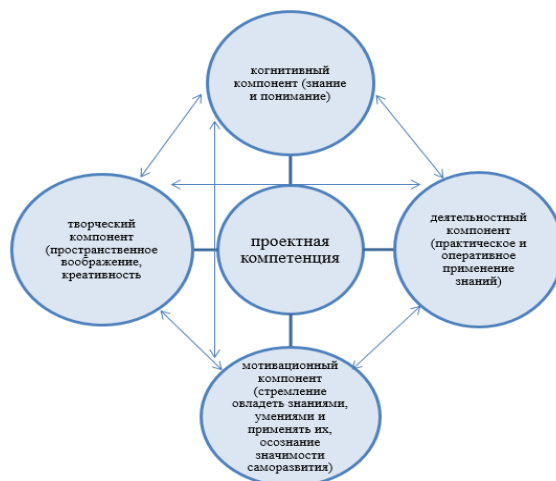 когнитивный
компонент (знание
и понимание)
творческий
компонент
(пространственное
воображение,
креативность
проектная
компетенция
деятельностный
компонент
(практическое и
оперативное
применение
знаний)
мотивационный
компонент
(стремление
овладеть знаниями,
умениями и
применять их,
осознание
значимости
саморазвития)